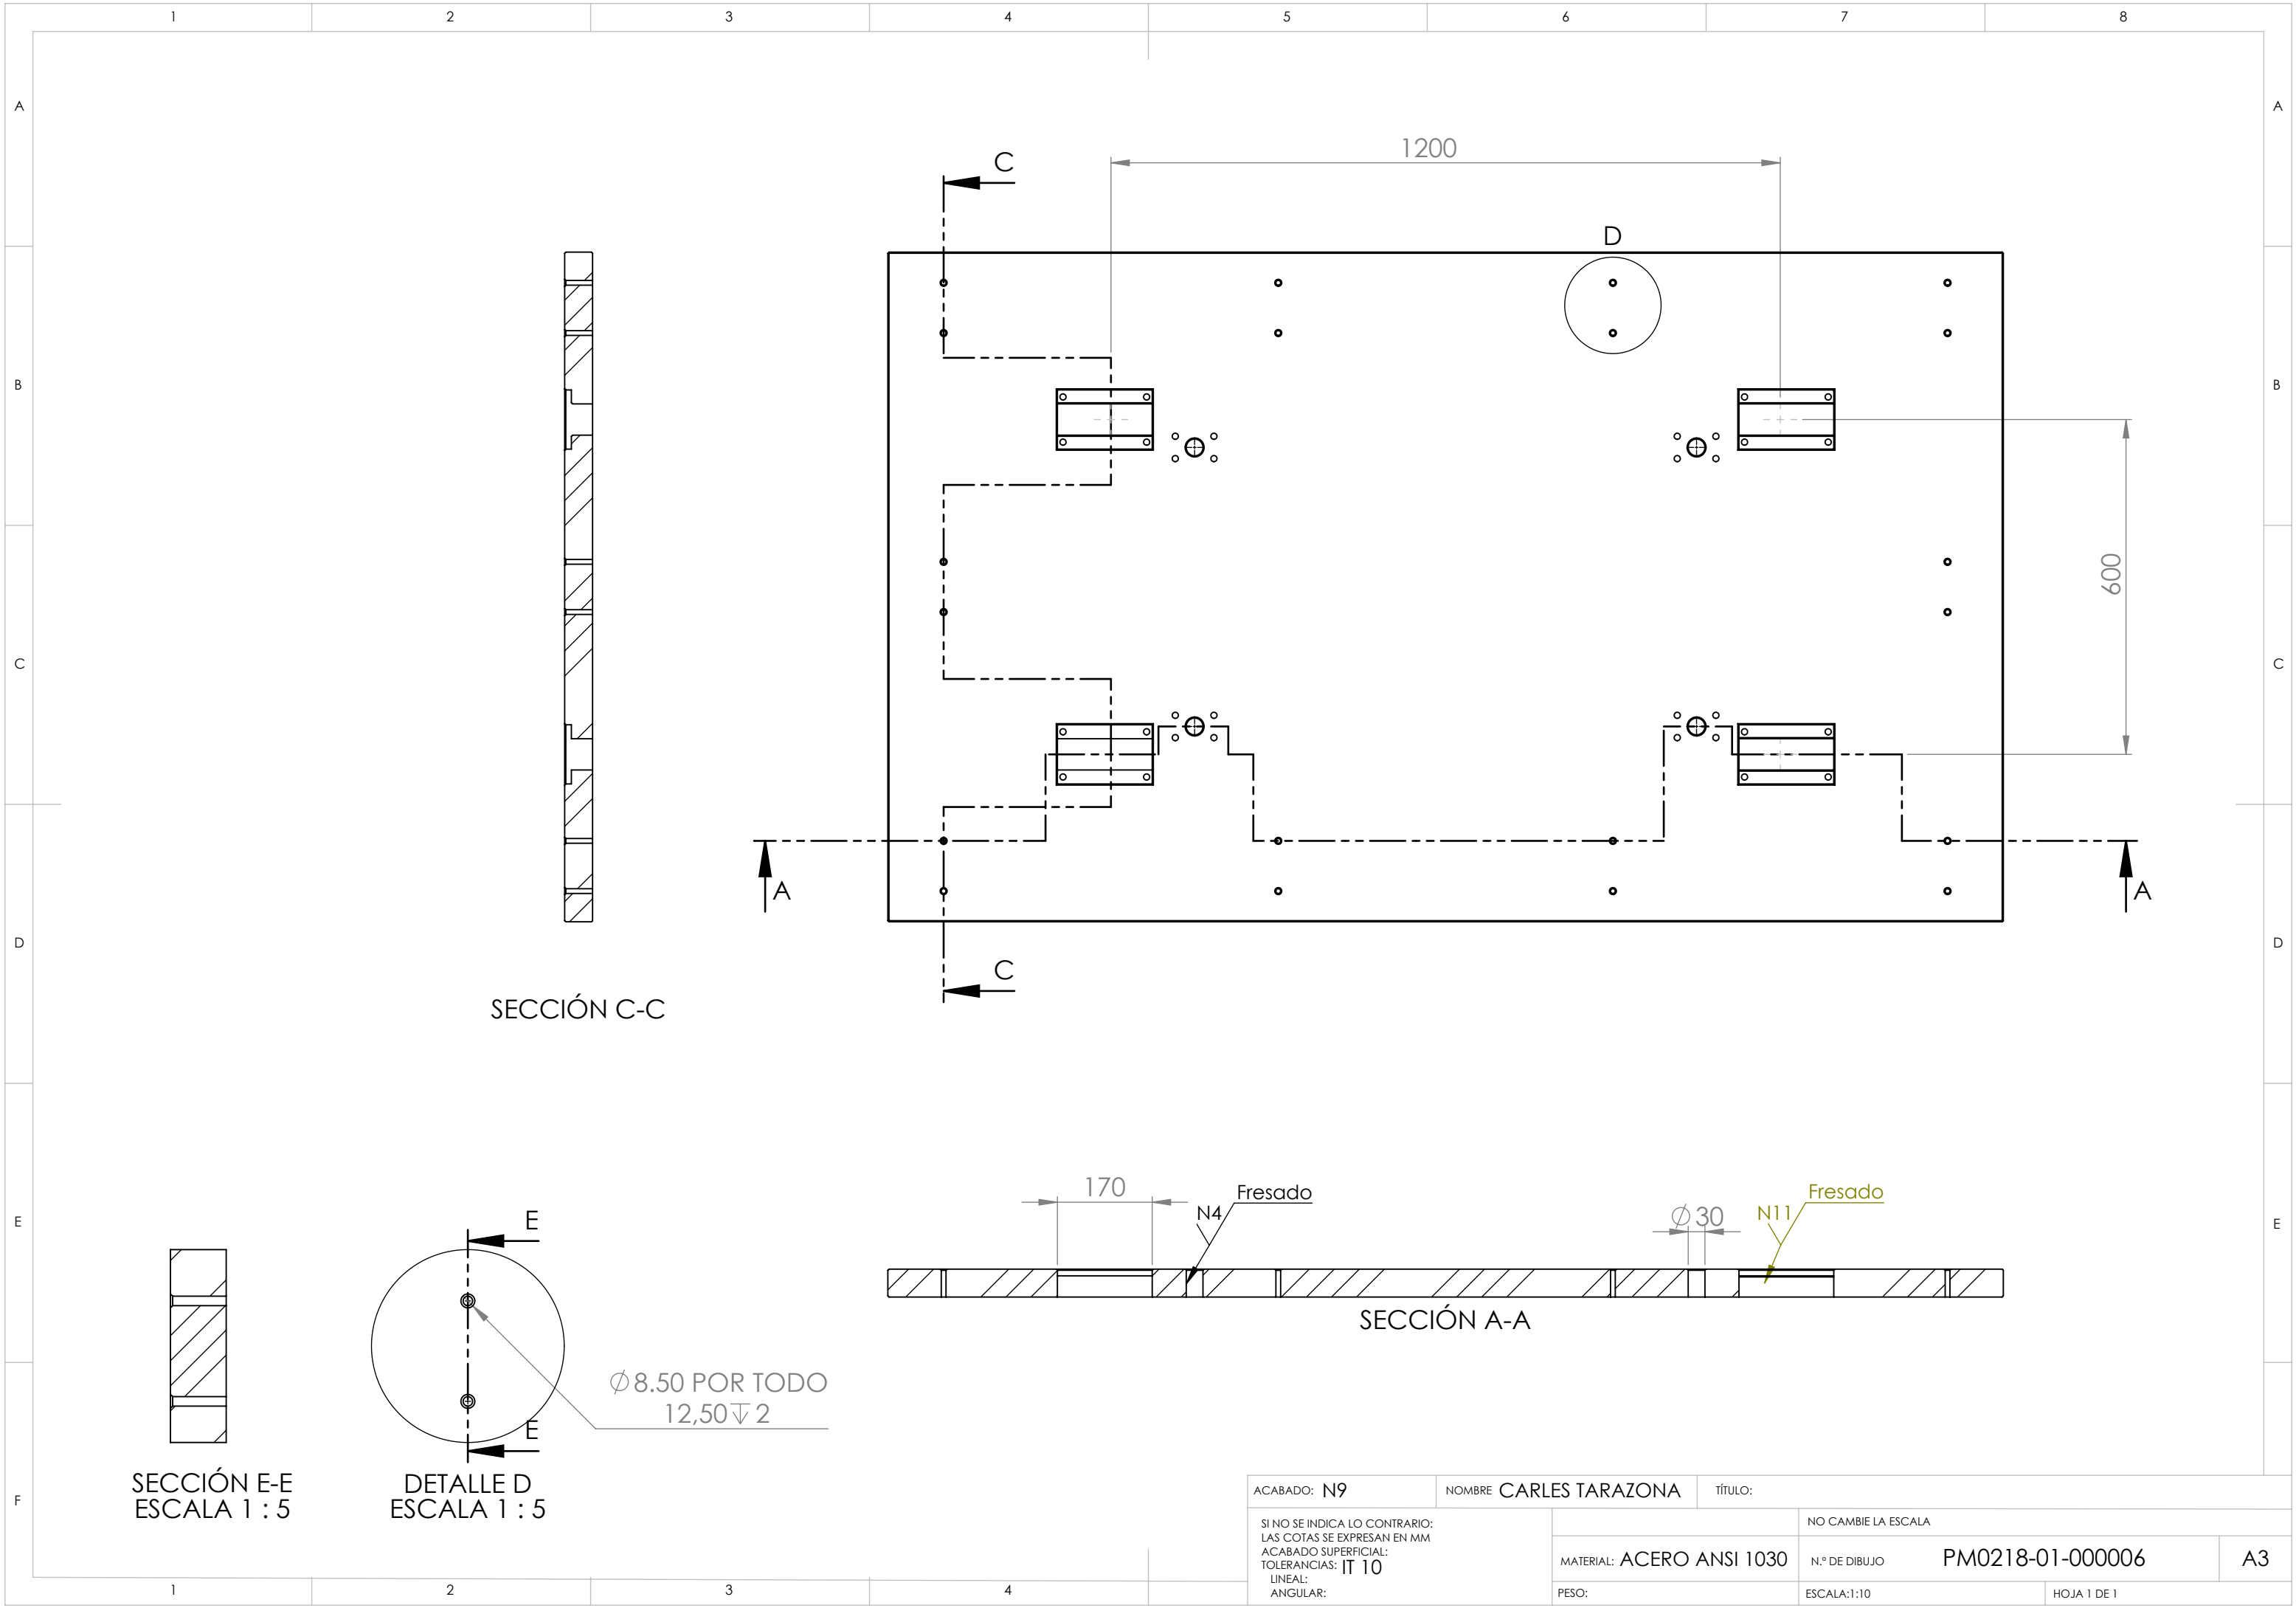 1 2 3 4 5 6 7 8
A A
1200
C
D
B B
600
C C
A A
D D
C
SECCIÓN C-C
170
Fresado
N4
Fresado
N11
Ø30
E E
E
SECCIÓN A-A
Ø8.50 POR TODO
12,50↧2
E
SECCIÓN E-E
ESCALA 1 : 5
DETALLE D
ESCALA 1 : 5
F
ACABADO: N9
NOMBRE CARLES TARAZONA
TÍTULO:
SI NO SE INDICA LO CONTRARIO:
LAS COTAS SE EXPRESAN EN MM
ACABADO SUPERFICIAL:
TOLERANCIAS: IT 10
LINEAL:
ANGULAR:
NO CAMBIE LA ESCALA
MATERIAL: ACERO ANSI 1030
N.º DE DIBUJO PM0218-01-000006
A3
PESO:
ESCALA:1:10
HOJA 1 DE 1
1 2 3 4